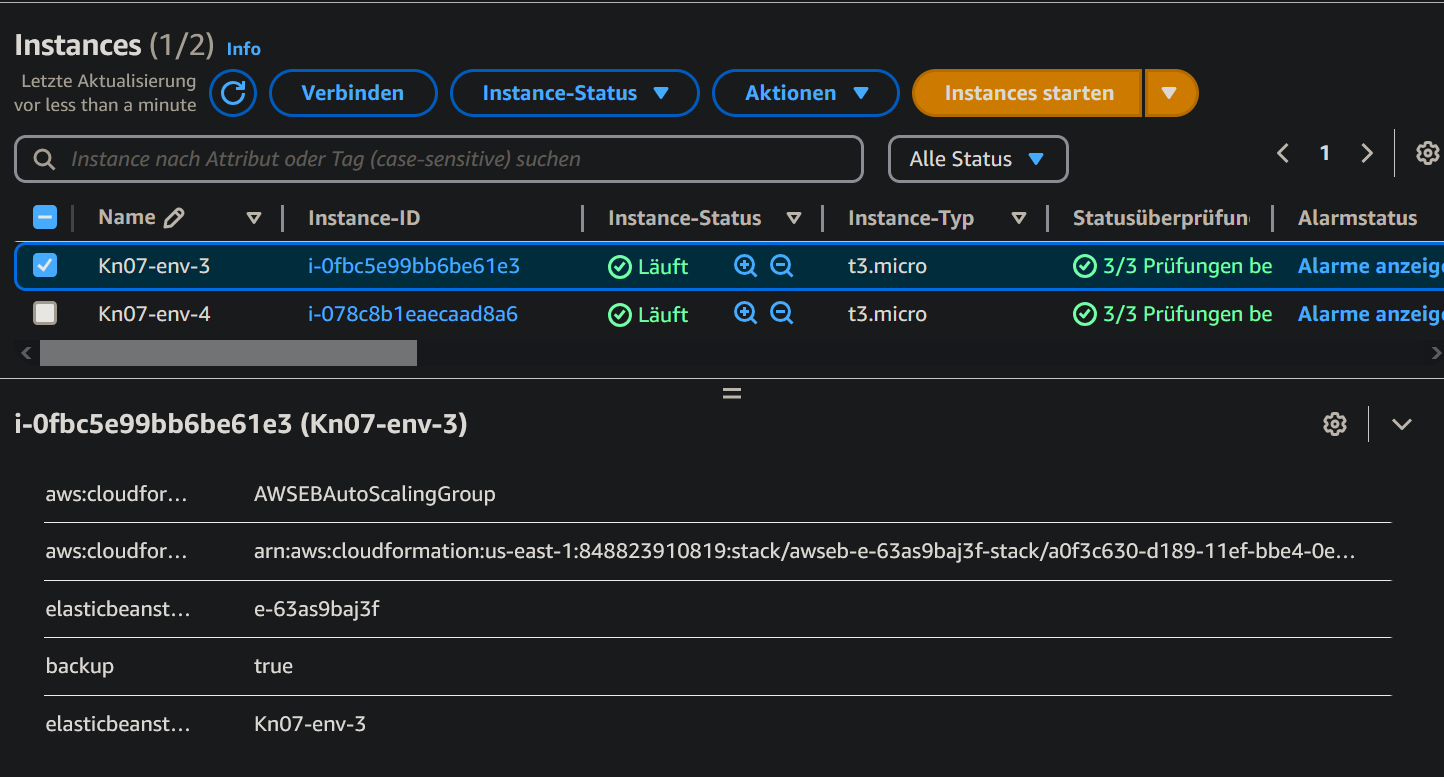 Instances (1/2) Info
Letzte Aktualisierung
vor less than a minute
Verbinden
Instance-Status
Aktionen
Instances starten
Instance nach Attribut oder Tag (case-sensitive) suchen
Alle Status
1
Name Instance-ID Instance-Status Instance-Typ Statusüberprüfun Alarmstatus
Kn07-env-3 i-0fbc5e99bb6be61e3 Läuft t3.micro 3/3 Prüfungen be Alarme anzeige
Kn07-env-4 i-078c8b1eaecaad8a6 Läuft t3.micro 3/3 Prüfungen be Alarme anzeige
i-0fbc5e99bb6be61e3 (Kn07-env-3)
aws:cloudfor… AWSEBAutoScalingGroup
aws:cloudfor… arn:aws:cloudformation:us-east-1:848823910819:stack/awseb-e-63as9baj3f-stack/a0f3c630-d189-11ef-bbe4-0e…
elasticbeanst… e-63as9baj3f
backup true
elasticbeanst… Kn07-env-3